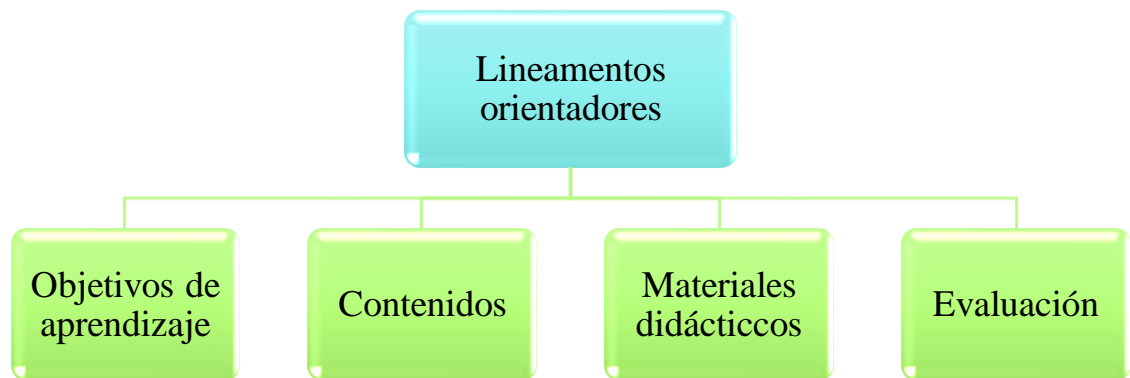 Lineamentos
orientadores
Objetivos de
aprendizaje
Contenidos
Materiales
didácticcos
Evaluación